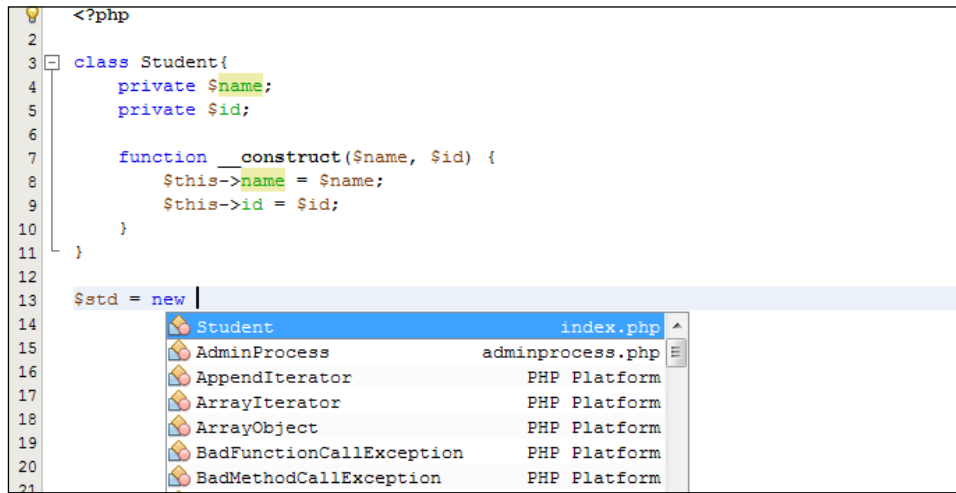 <?php
2
3 class Student{
4     private $name;
5     private $id;
6
7     function __construct($name, $id) {
8         $this->name = $name;
9         $this->id = $id;
10     }
11 }
12
13 $std = new
14 Student index.php
15 AdminProcess adminprocess.php
16 AppendIterator PHP Platform
17 ArrayIterator PHP Platform
18 ArrayObject PHP Platform
19 BadFunctionCallException PHP Platform
20 BadMethodCallException PHP Platform
21